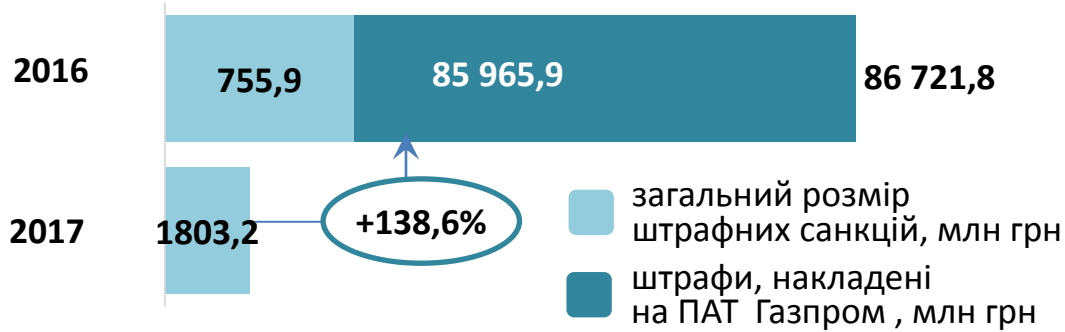 2016
755,9
85 965,9
86 721,8
2017
1803,2
+138,6%
загальний розмір
штрафних санкцій, млн грн
штрафи, накладені
на ПАТ Газпром , млн грн